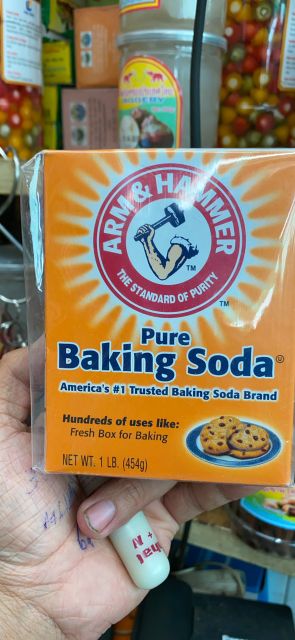 ARM & HAMMER
THE STANDARD OF PURITY
TM
TM
Pure
Baking Soda®
America's #1 Trusted Baking Soda Brand
Hundreds of uses like:
Fresh Box for Baking
NET WT. 1 LB. (454g)